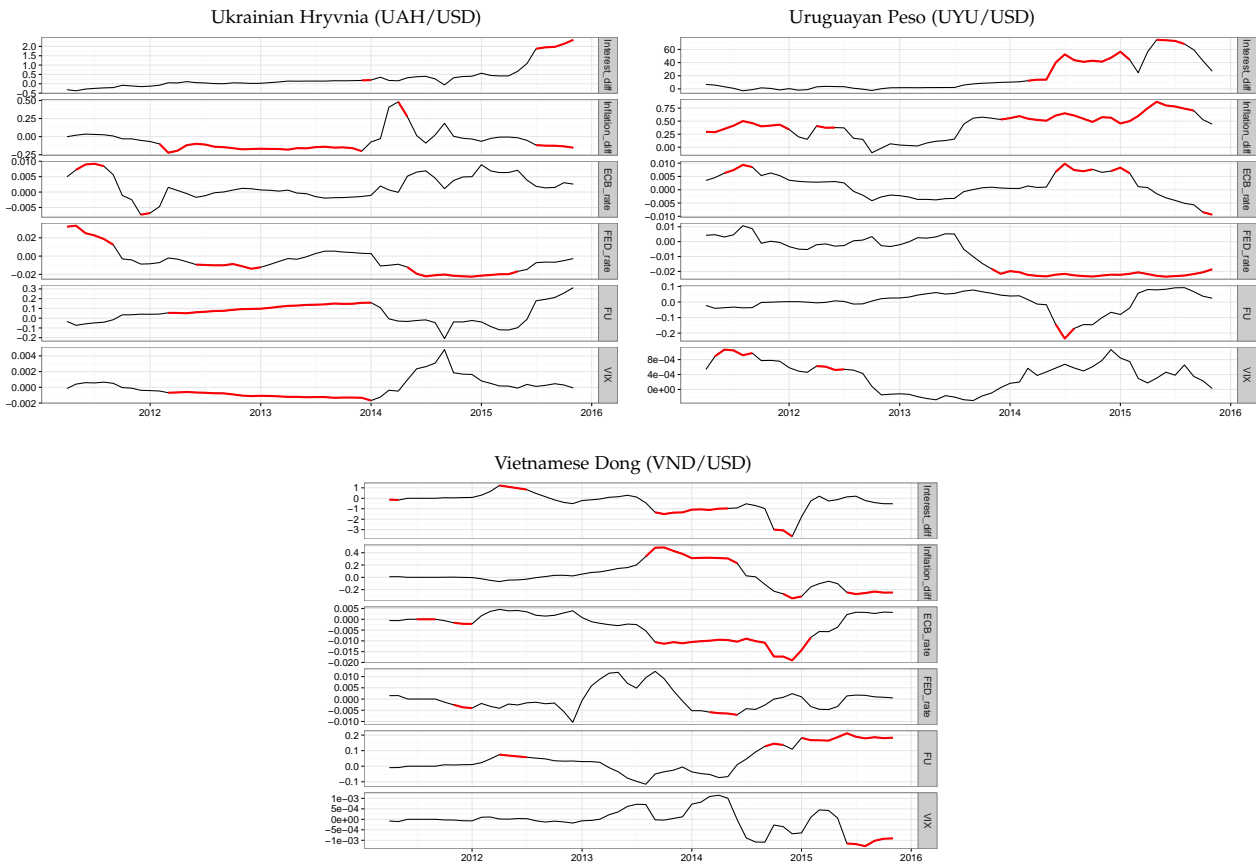 Ukrainian Hryvnia (UAH/USD)
2.0
1.5
1.0
0.5
0.0
−0.5
Interest_diff
0.50
0.00
−0.25
Inflation_diff
0.010
0.005
0.000
−0.005
ECB_rate
0.02
0.00
−0.02
FED_rate
0.3
0.2
0.1
0.0
−0.1
−0.2
FU
0.004
0.002
0.000
−0.002
VIX
2012 2013 2014 2015 2016
Uruguayan Peso (UYU/USD)
60
40
20
0
Interest_diff
0.75
0.50
0.25
0.00
Inflation_diff
0.010
0.005
0.000
−0.005
−0.010
ECB_rate
0.01
0.00
−0.01
−0.02
FED_rate
0.1
0.0
−0.1
−0.2
FU
8e−04
4e−04
0e+00
VIX
2012 2013 2014 2015 2016
Vietnamese Dong (VND/USD)
1
0
−1
−2
−3
Interest_diff
0.4
0.2
0.0
−0.2
Inflation_diff
0.005
0.000
−0.005
−0.010
−0.015
−0.020
ECB_rate
0.010
0.005
0.000
−0.005
−0.010
FED_rate
0.2
0.1
0.0
−0.1
FU
1e−03
5e−04
0e+00
−5e−04
−1e−03
VIX
2012 2013 2014 2015 2016